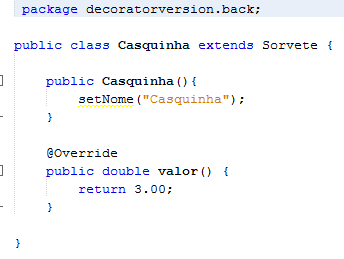 package decoratorversion.back;
public class Casquinha extends Sorvete {
public Casquinha(){
setNome("Casquinha");
}
@Override
public double valor() {
return 3.00;
}
}